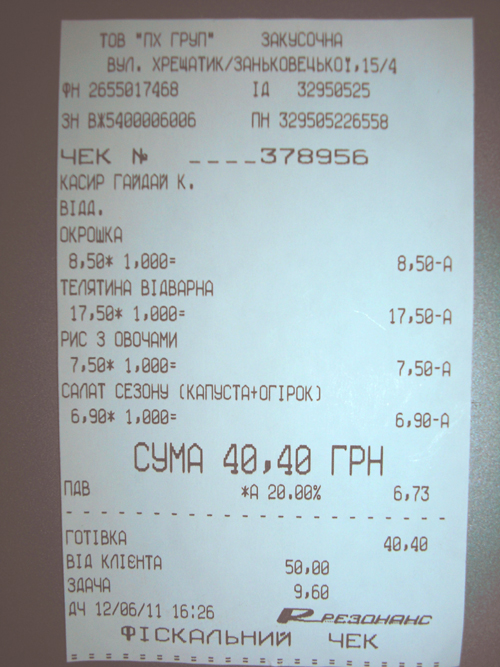 ТОВ "ПХ ГРУП" ЗАКУСОЧНА
ВУЛ. ХРЕЩАТИК/ЗАНЬКОВЕЦЬКОЇ,15/4
ФН 2655017468 ІД 32950525
ЗН ВЖ5400006006 ПН 329505226558
ЧЕК № ____378956
КАСИР ГАЙДАЙ К.
ВІДД.
ОКРОШКА
8,50* 1,000= 8,50-А
ТЕЛЯТИНА ВІДВАРНА
17,50* 1,000= 17,50-А
РИС З ОВОЧАМИ
7,50* 1,000= 7,50-А
САЛАТ СЕЗОНУ (КАПУСТА+ОГІРОК)
6,90* 1,000= 6,90-А
СУМА 40,40 ГРН
ПДВ *А 20.00% 6,73
ГОТІВКА 40,40
ВІД КЛІЄНТА 50,00
ЗДАЧА 9,60
ДЧ 12/06/11 16:26 РЕЗОНАНС
ФІСКАЛЬНИЙ ЧЕК